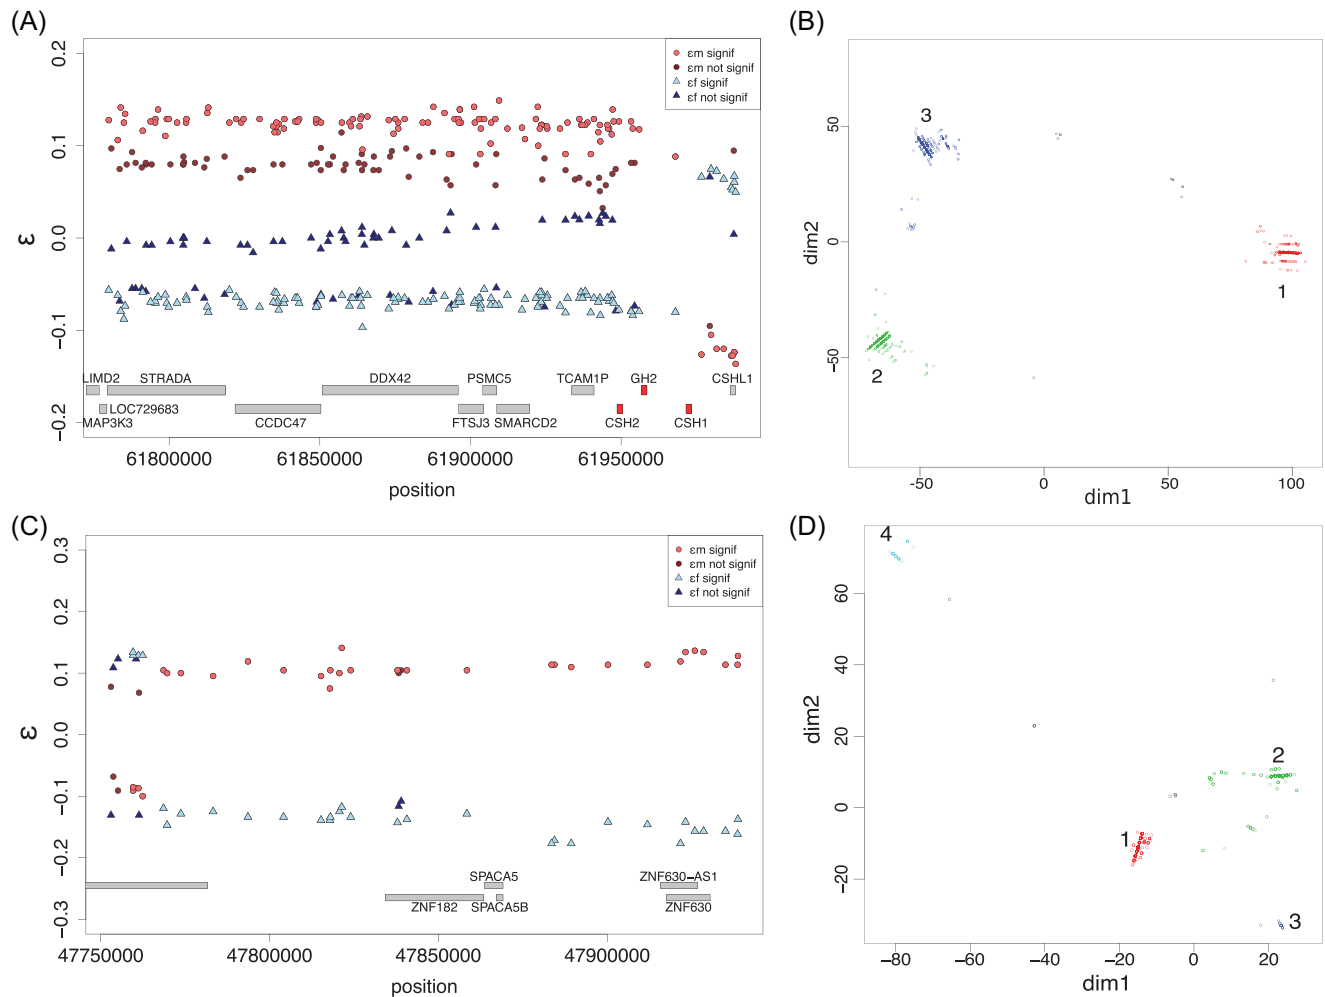 (A)
0.2
0.1
0.0
−0.1
−0.2
ε
εm signif
εm not signif
εf signif
εf not signif
LIMD2
STRADA
DDX42
PSMC5
TCAM1P
GH2
CSHL1
MAP3K3
LOC729683
CCDC47
FTSJ3
SMARCD2
CSH2
CSH1
61800000
61850000
61900000
61950000
position
(B)
50
0
-50
dim2
3
1
2
-50
0
50
100
dim1
(C)
0.3
0.2
0.1
0.0
−0.1
−0.2
−0.3
ε
εm signif
εm not signif
εf signif
εf not signif
SPACA5
ZNF630−AS1
ZNF182
SPACA5B
ZNF630
47750000
47800000
47850000
47900000
position
(D)
4
60
40
20
0
−20
dim2
2
1
3
−80
−60
−40
−20
0
20
dim1